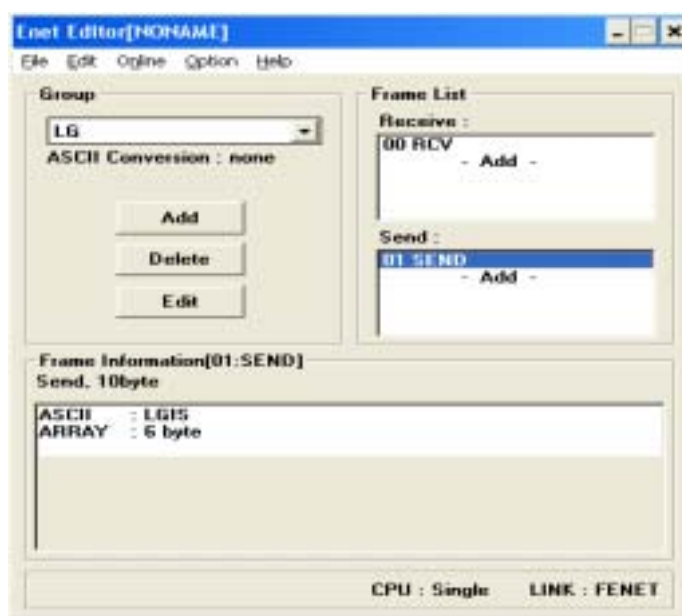 Enet Editor[NONAME]
File Edit Online Option Help
Group
LG
ASCII Conversion : none
Add
Delete
Edit
Frame List
Receive :
00 RCV
- Add -
Send :
01 SEND
- Add -
Frame Information[01:SEND]
Send, 10byte
ASCII : LGIS
ARRAY : 6 byte
CPU : Single LINK : FENET